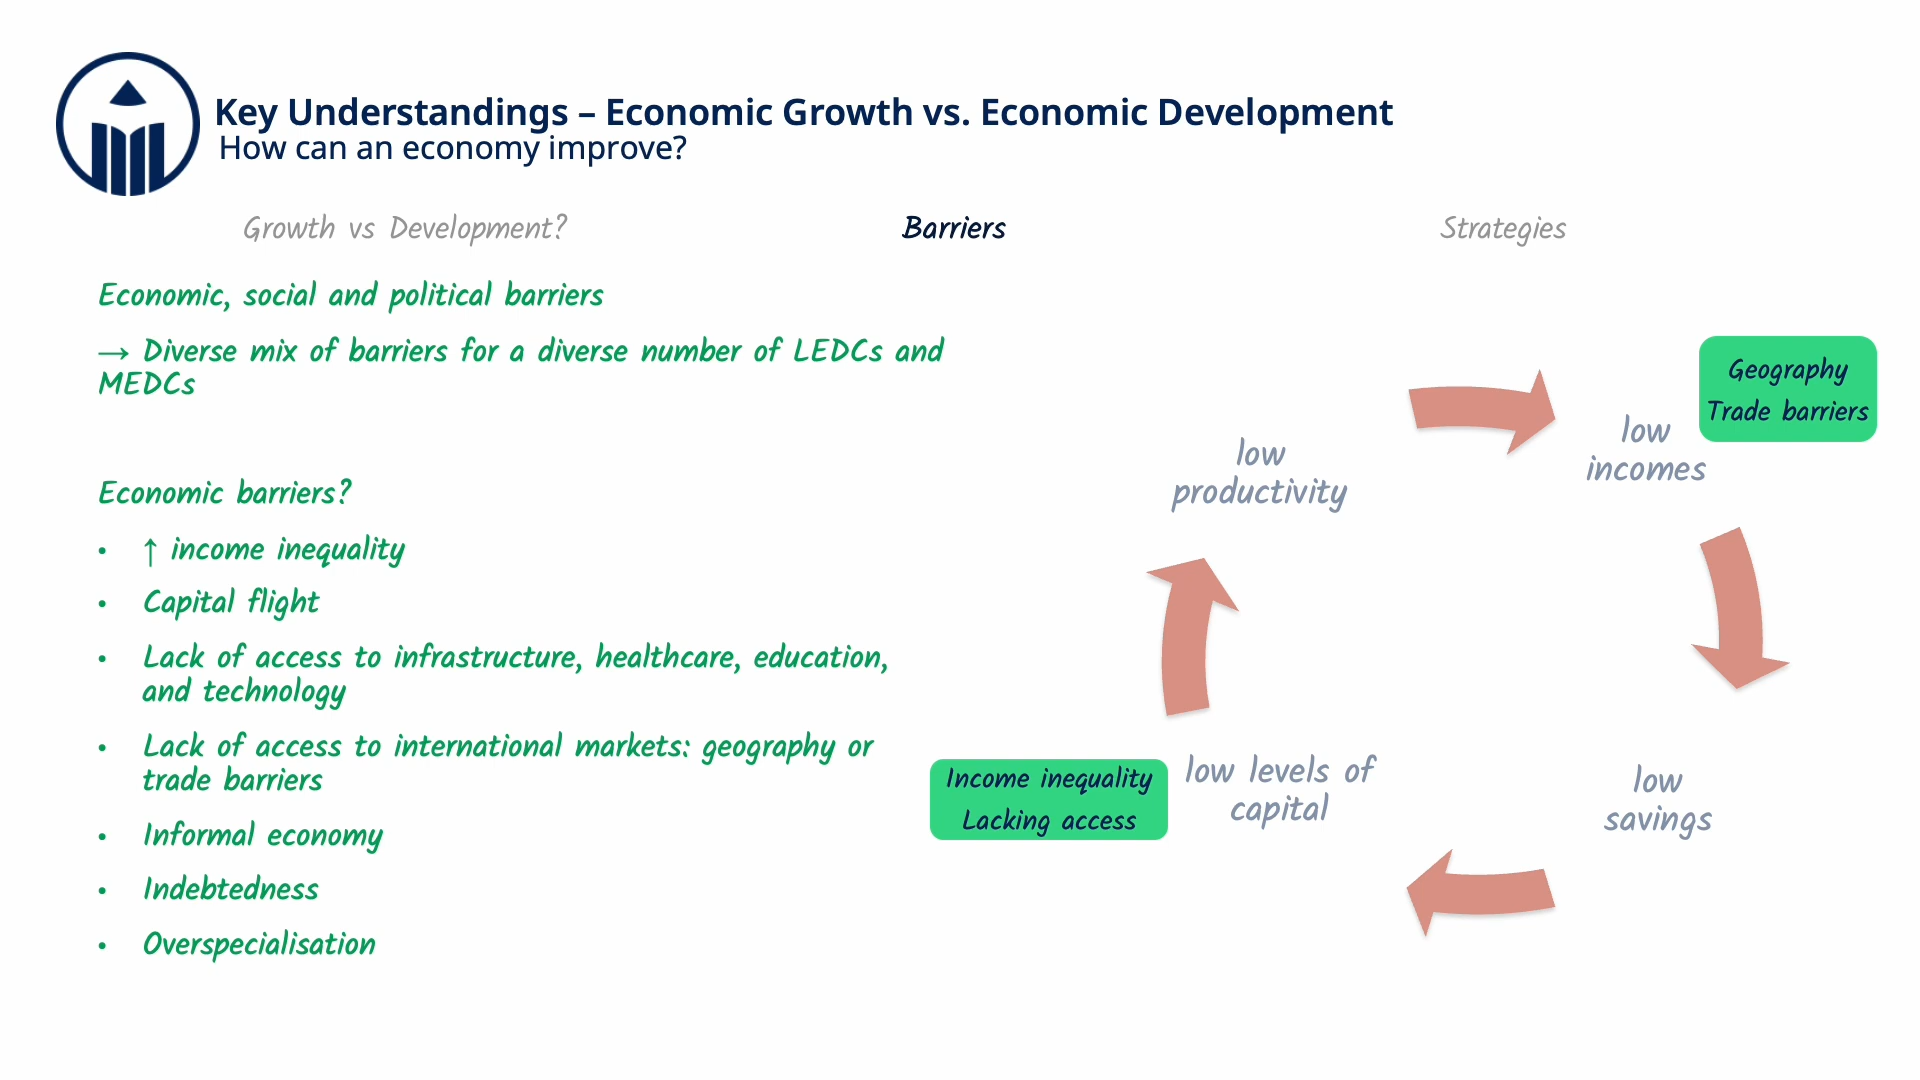 Key Understandings – Economic Growth vs. Economic Development
How can an economy improve?
Growth vs Development?
Barriers
Strategies
Economic, social and political barriers
→ Diverse mix of barriers for a diverse number of LEDCs and
MEDCs
Economic barriers?
• ↑ income inequality
• Capital flight
• Lack of access to infrastructure, healthcare, education,
and technology
• Lack of access to international markets: geography or
trade barriers
• Informal economy
• Indebtedness
• Overspecialisation
low
productivity
low
incomes
Geography
Trade barriers
low
savings
low levels of
capital
Income inequality
Lacking access